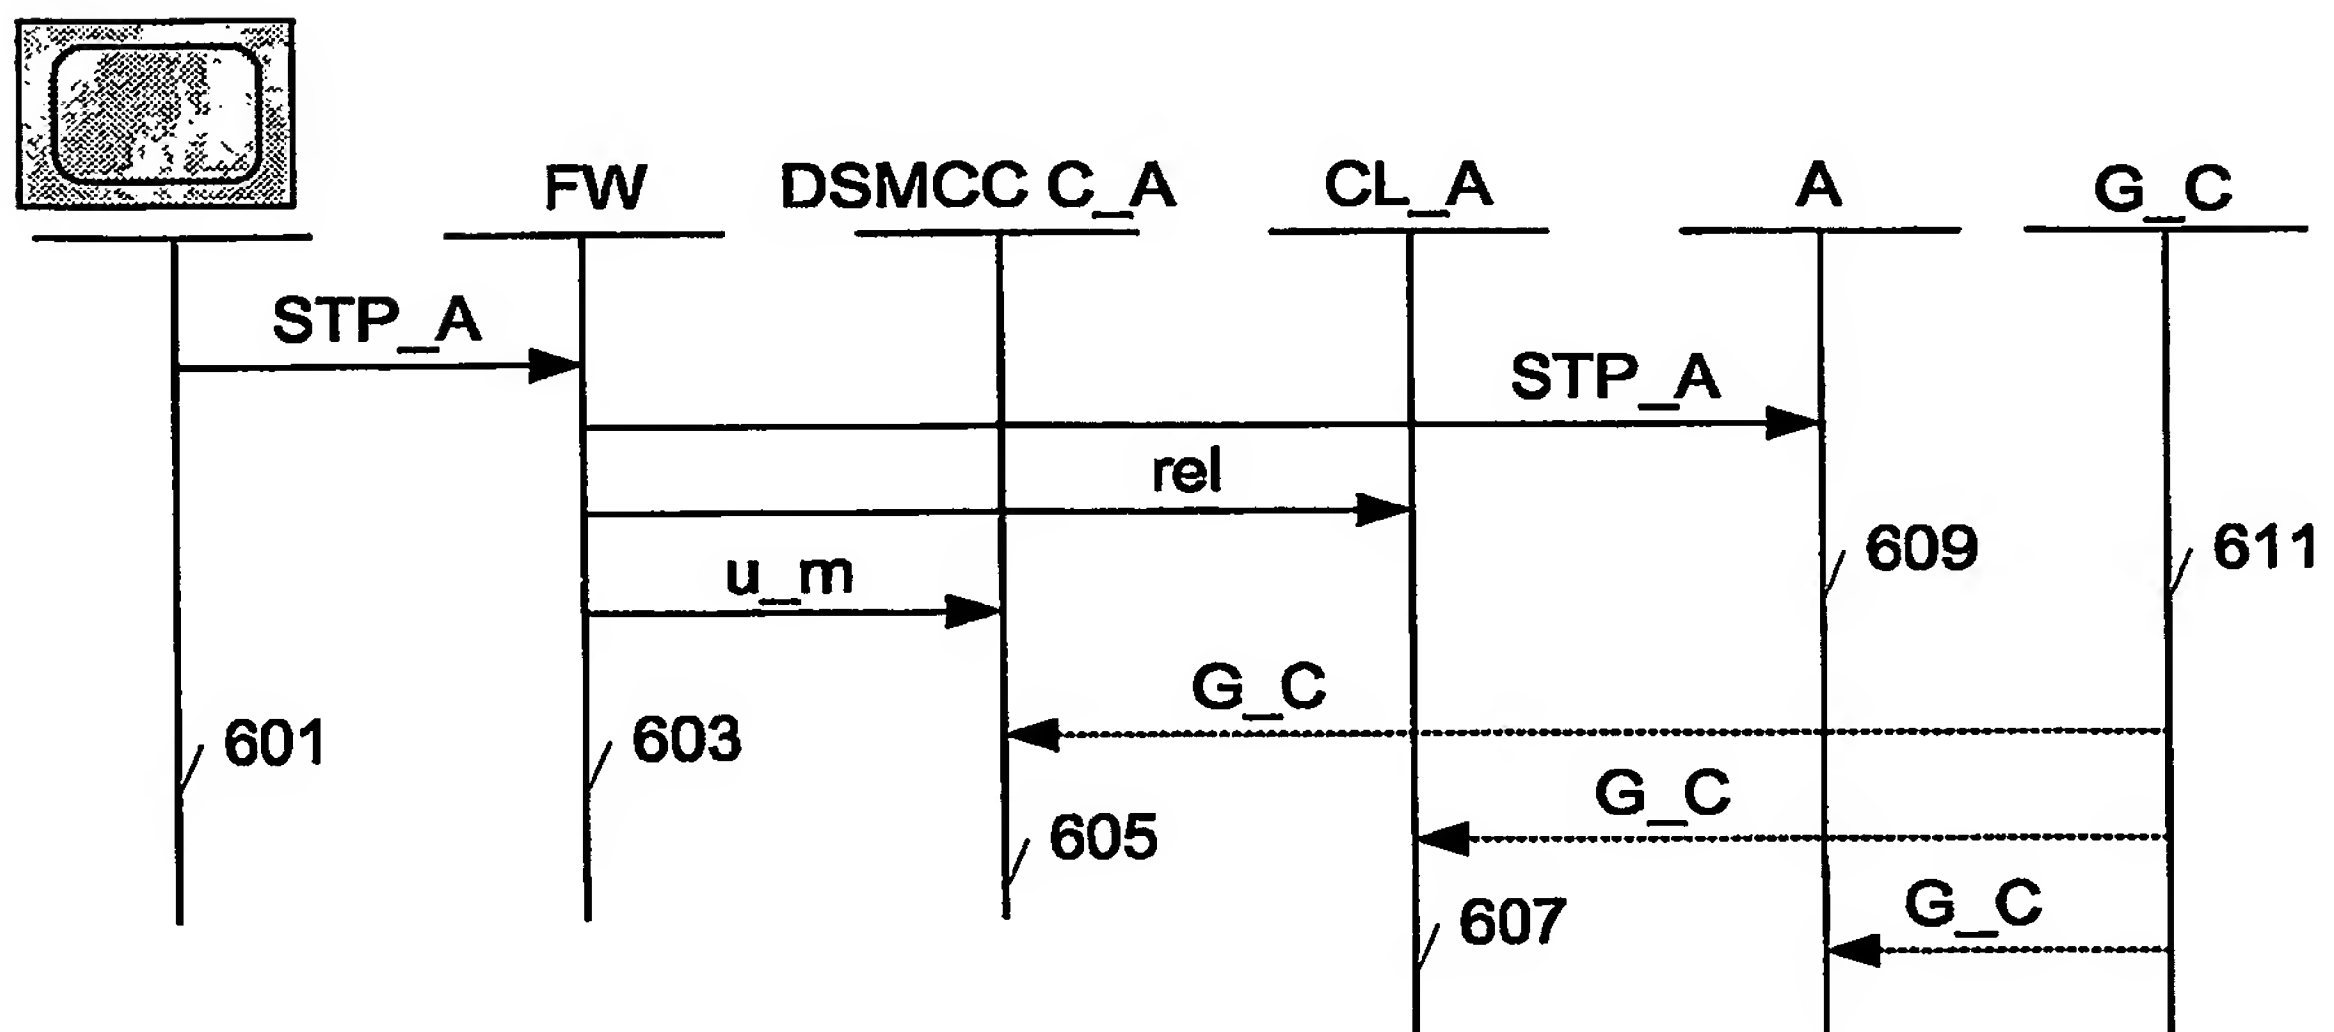 FW
DSMCC C_A
CL_A
A
G_C
STP_A
STP_A
rel
609
611
u_m
G_C
601
603
G_C
605
G_C
607